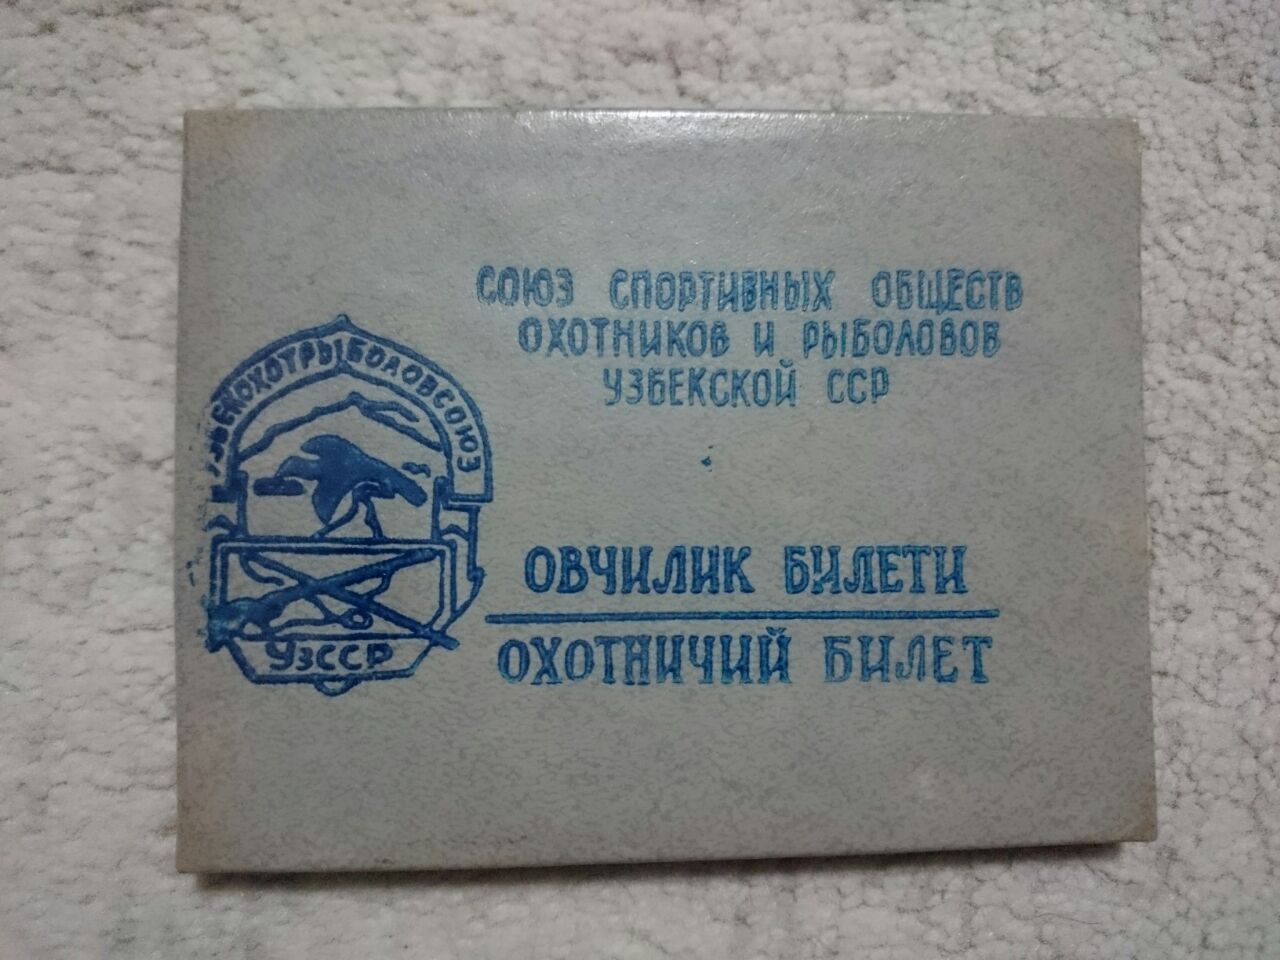 СОЮЗ СПОРТИВНЫХ ОБЩЕСТВ
ОХОТНИКОВ И РЫБОЛОВОВ
УЗБЕКСКОЙ ССР
УЗБЕКОХОТРЫБОЛОВСОЮЗ
УзССР
ОВЧИЛИК БИЛЕТИ
ОХОТНИЧИЙ БИЛЕТ